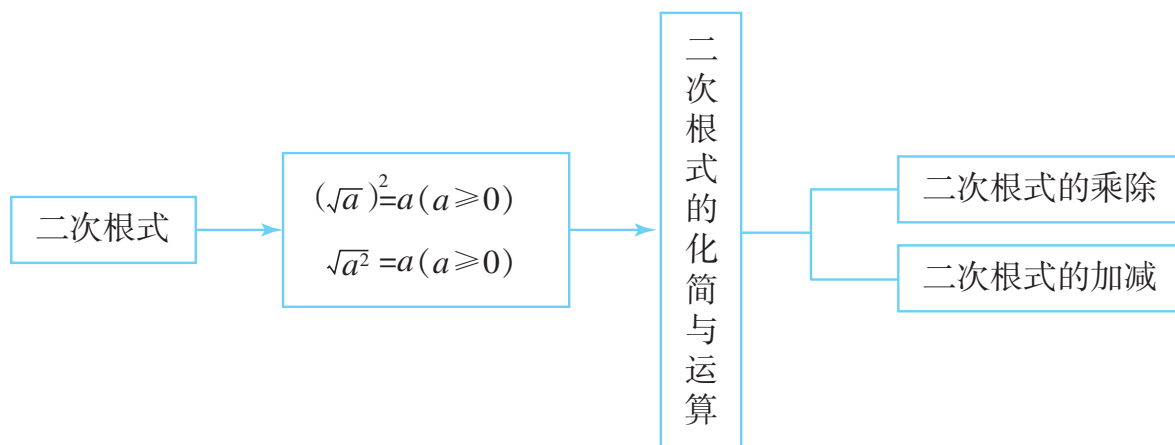 二次根式
(√a)²=a(a≥0)
√a²=a(a≥0)
二次根式的化简与运算
二次根式的乘除
二次根式的加减